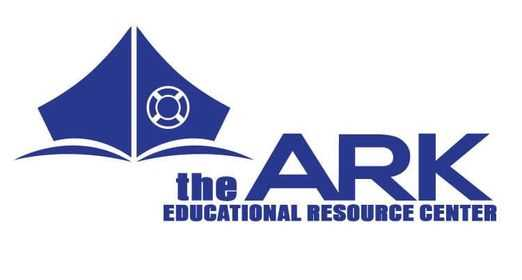 the ARK
EDUCATIONAL RESOURCE CENTER